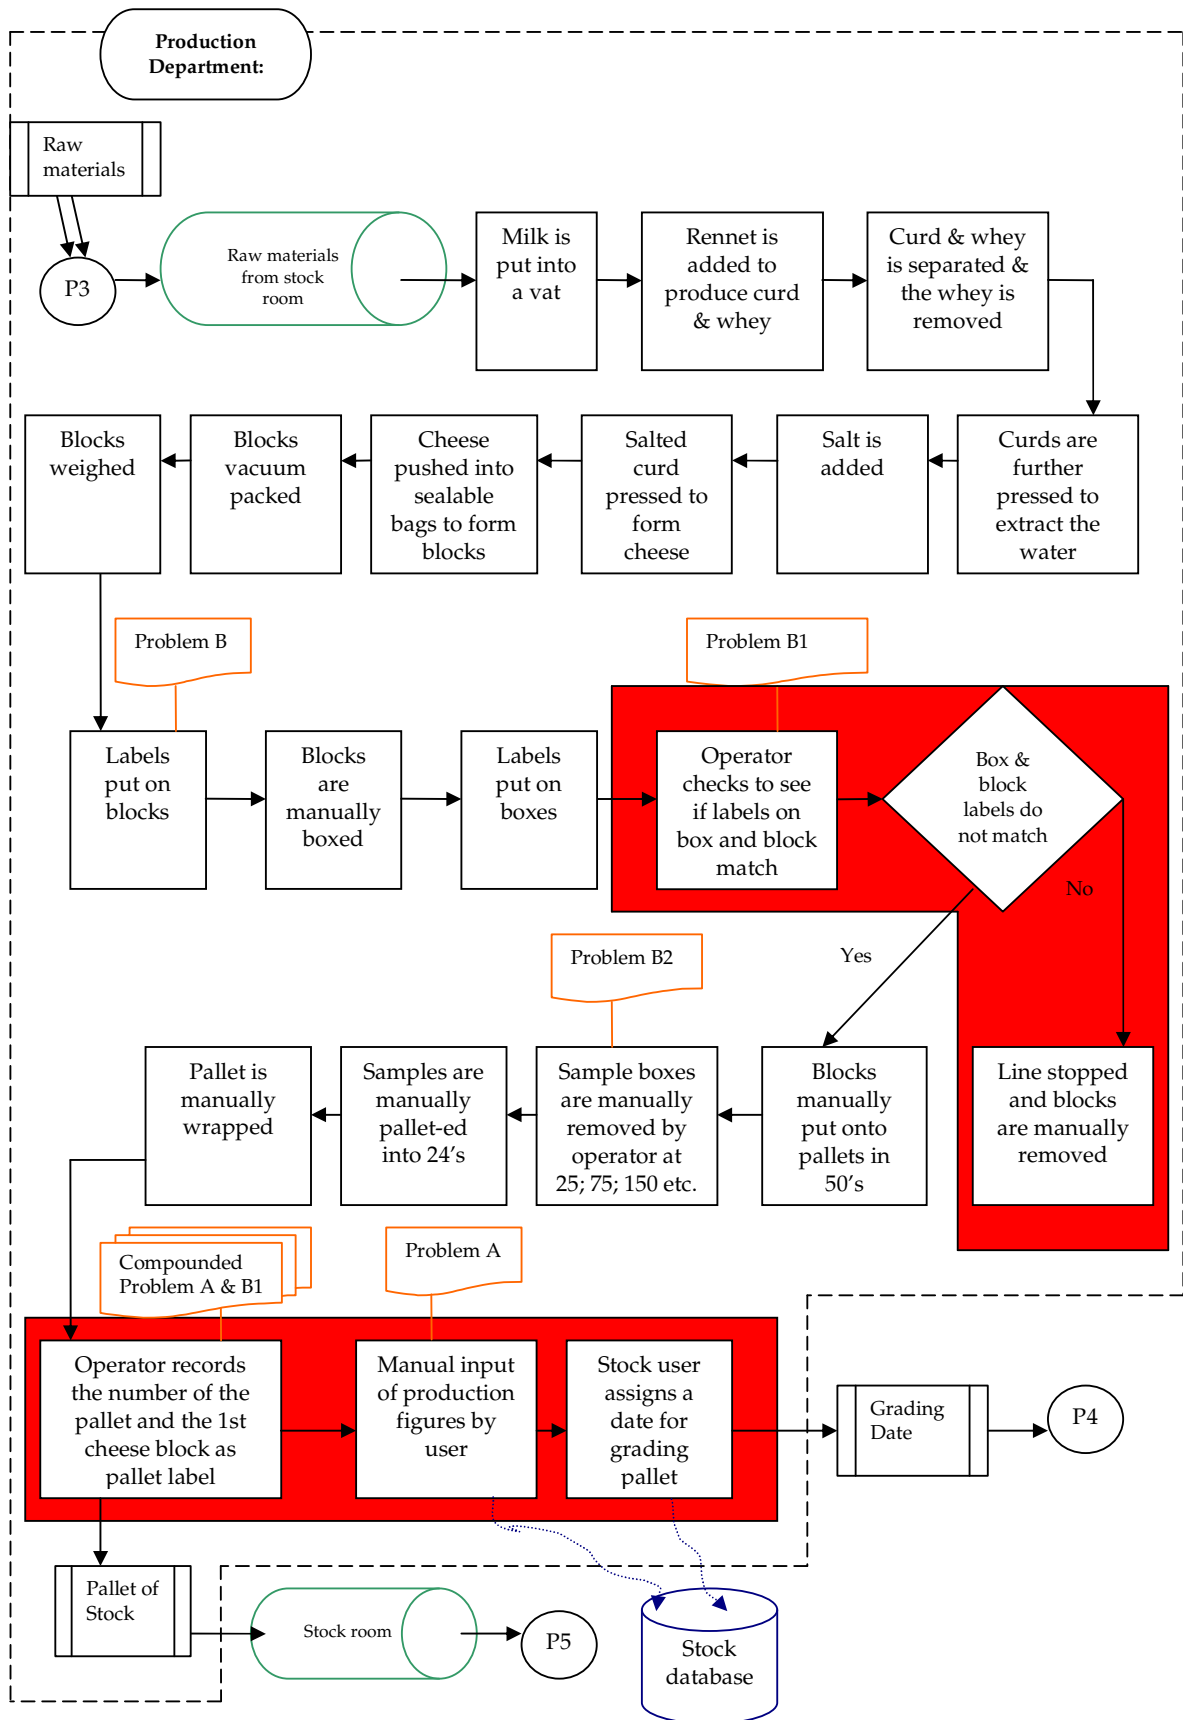 Production
Department:
Raw
materials
P3
Raw materials
from stock
room
Milk is
put into
a vat
Rennet is
added to
produce curd
& whey
Curd & whey
is separated &
the whey is
removed
Blocks
weighed
Blocks
vacuum
packed
Cheese
pushed into
sealable
bags to form
blocks
Salted
curd
pressed to
form
cheese
Salt is
added
Curds are
further
pressed to
extract the
water
Problem B
Problem B1
Labels
put on
blocks
Blocks
are
manually
boxed
Labels
put on
boxes
Operator
checks to see
if labels on
box and block
match
Box &
block
labels do
not match
No
Yes
Problem B2
Pallet is
manually
wrapped
Samples are
manually
pallet-ed
into 24's
Sample boxes
are manually
removed by
operator at
25; 75; 150 etc.
Blocks
manually
put onto
pallets in
50's
Line stopped
and blocks
are manually
removed
Compounded
Problem A & B1
Problem A
Operator records
the number of the
pallet and the 1st
cheese block as
pallet label
Manual input
of production
figures by
user
Stock user
assigns a
date for
grading
pallet
Grading
Date
P4
Pallet of
Stock
Stock room
P5
Stock
database